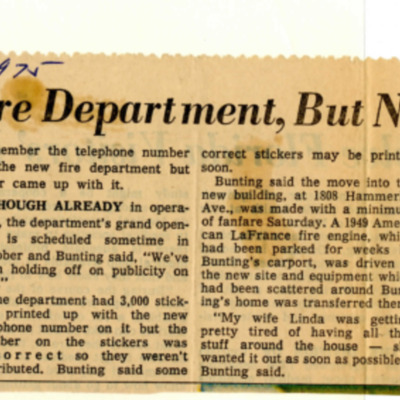 975
re Department, But N
member the telephone number
the new fire department but
r came up with it.
HOUGH ALREADY in opera-
, the department's grand open-
is scheduled sometime in
ober and Bunting said, "We've
n holding off on publicity on
"
he department had 3,000 stick-
printed up with the new
phone number on it but the
ber on the stickers was
correct so they weren't
ributed. Bunting said some
correct stickers may be print
soon.
Bunting said the move into t
new building, at 1808 Hammer
Ave., was made with a minimu
of fanfare Saturday. A 1949 Ame
can LaFrance fire engine, whi
had been parked for weeks
Bunting's carport, was driven
the new site and equipment whi
had been scattered around Bus
ing's home was transferred ther
"My wife Linda was getting
pretty tired of having all th
stuff around the house — s
wanted it out as soon as possible
Bunting said.